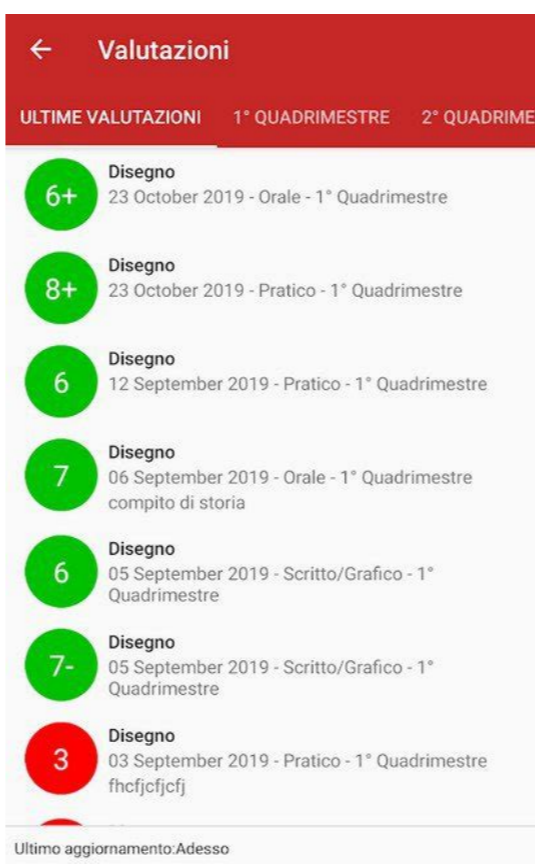 Valutazioni
ULTIME VALUTAZIONI 1° QUADRIMESTRE 2° QUADRIME
6+
Disegno
23 October 2019 - Orale - 1° Quadrimestre
8+
Disegno
23 October 2019 - Pratico - 1° Quadrimestre
6
Disegno
12 September 2019 - Pratico - 1° Quadrimestre
7
Disegno
06 September 2019 - Orale - 1° Quadrimestre
compito di storia
6
Disegno
05 September 2019 - Scritto/Grafico - 1°
Quadrimestre
7-
Disegno
05 September 2019 - Scritto/Grafico - 1°
Quadrimestre
3
Disegno
03 September 2019 - Pratico - 1° Quadrimestre
fhcfjcfjcfj
Ultimo aggiornamento:Adesso